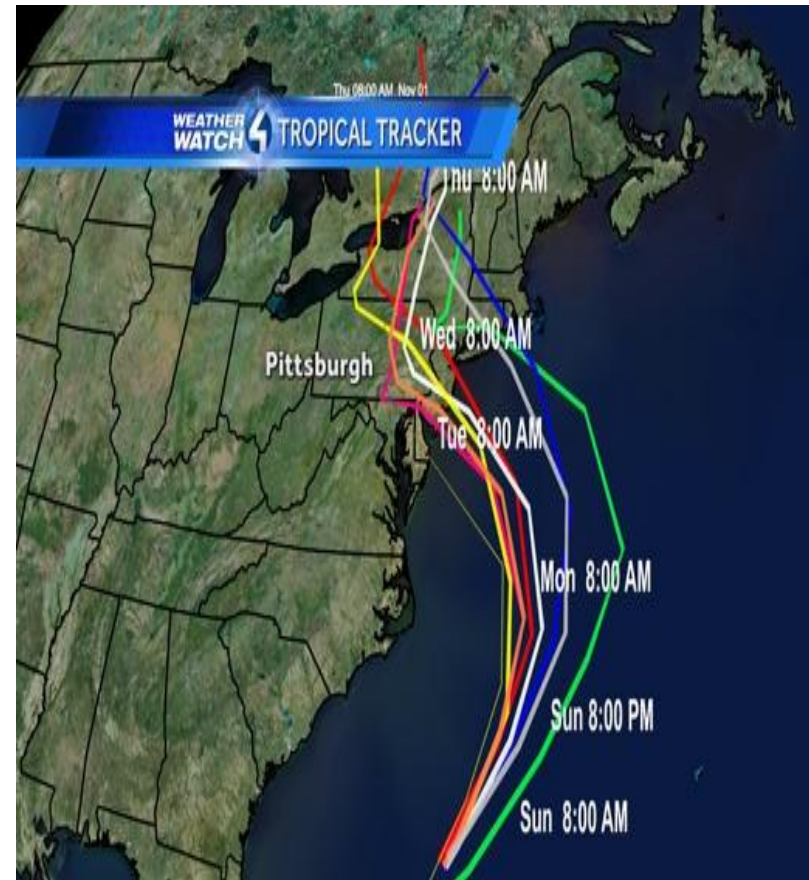 Thu 08:00 AM Nov 01
WEATHER
WATCH 4 TROPICAL TRACKER
Thu 8:00 AM
Wed 8:00 AM
Pittsburgh
Tue 8:00 AM
Mon 8:00 AM
Sun 8:00 PM
Sun 8:00 AM